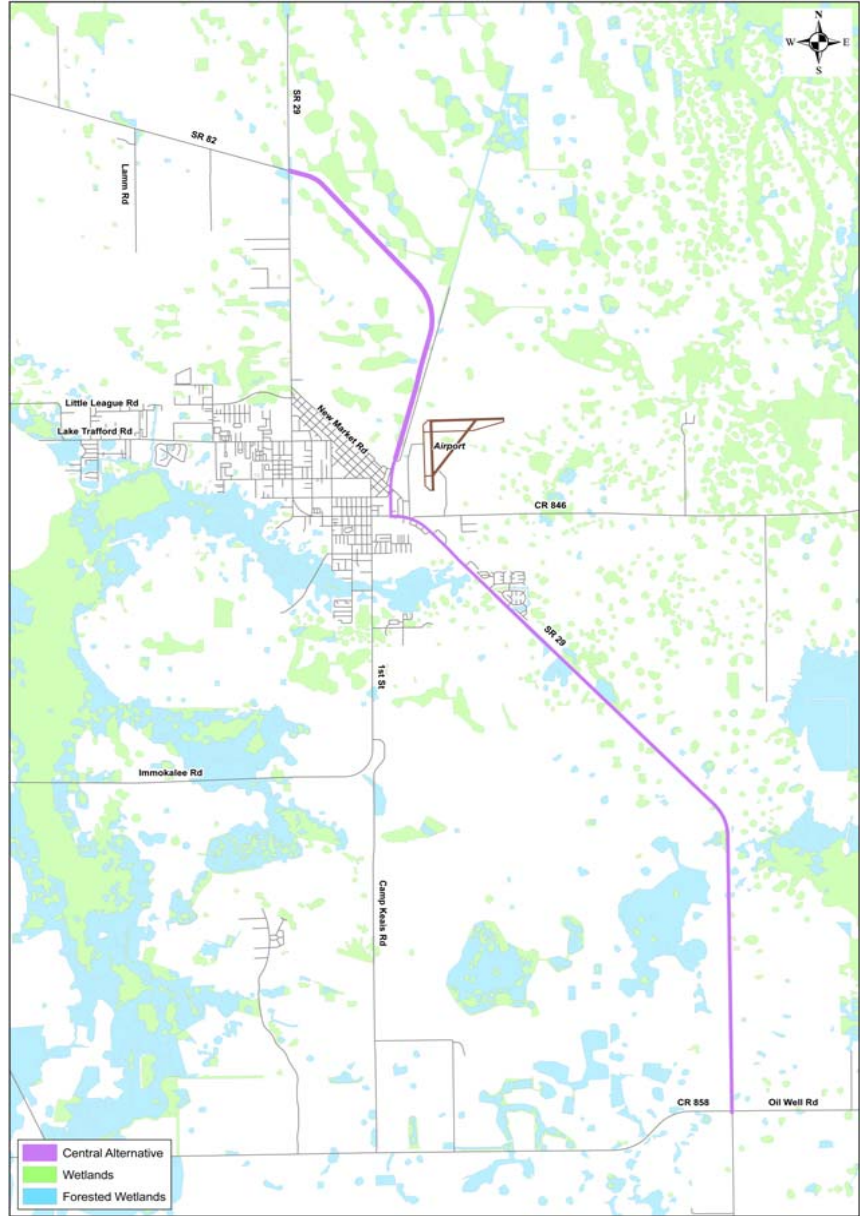 N
W E
S
SR 29
SR 82
Lamm Rd
Little League Rd
New Market Rd
Lake Trafford Rd
Airport
CR 846
SR 29
1st St
Immokalee Rd
Camp Keais Rd
CR 858
Oil Well Rd
Central Alternative
Wetlands
Forested Wetlands